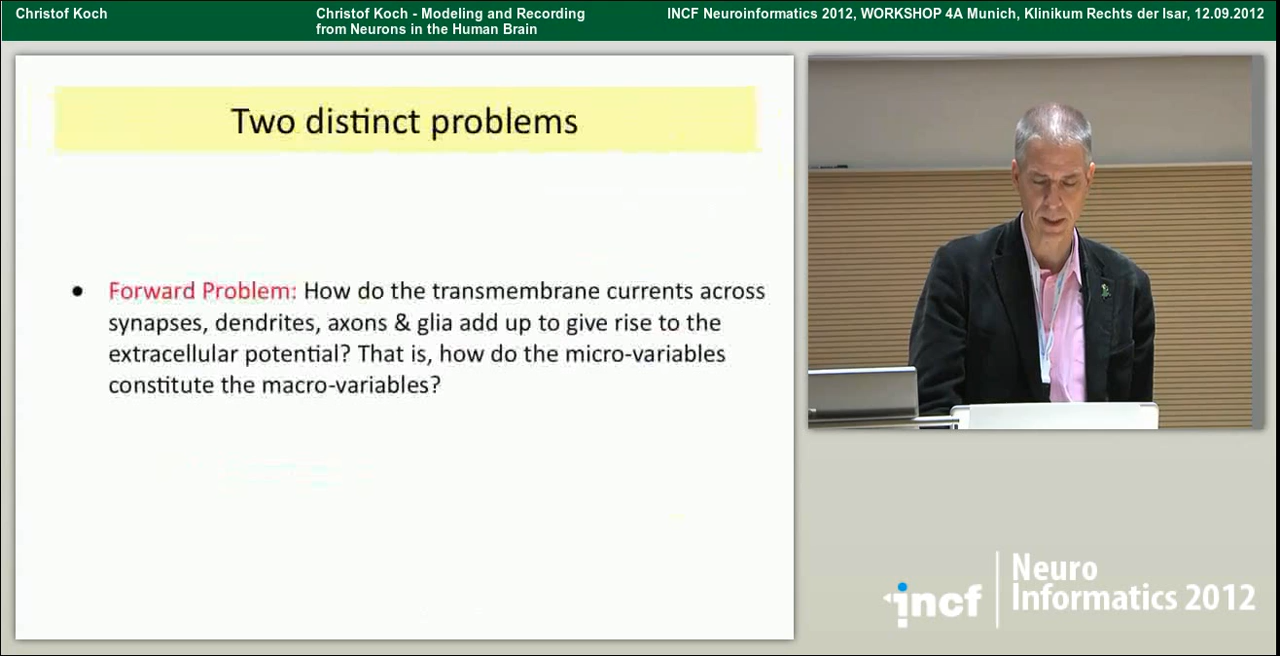 Christof Koch
Christof Koch - Modeling and Recording
from Neurons in the Human Brain
INCF Neuroinformatics 2012, WORKSHOP 4A Munich, Klinikum Rechts der Isar, 12.09.2012
Two distinct problems
• Forward Problem: How do the transmembrane currents across
synapses, dendrites, axons & glia add up to give rise to the
extracellular potential? That is, how do the micro-variables
constitute the macro-variables?
incf
Neuro
Informatics 2012